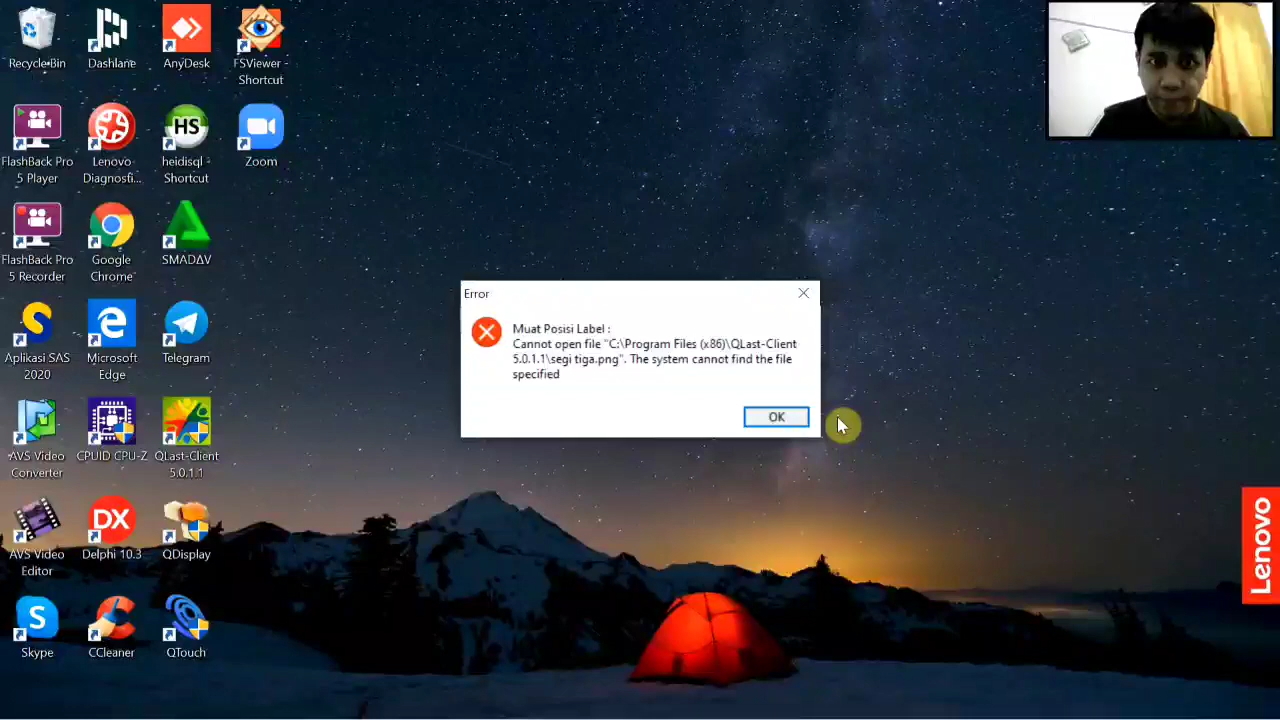 Recycle Bin
Dashlane
AnyDesk
FSViewer -
Shortcut
FlashBack Pro
5 Player
Lenovo
Diagnosti...
HS
heidisql -
Shortcut
Zoom
FlashBack Pro
5 Recorder
Google
Chrome
SMADΔV
Aplikasi SAS
2020
Microsoft
Edge
Telegram
AVS Video
Converter
CPUID CPU-Z
QLast-Client
5.0.1.1
AVS Video
Editor
DX
Delphi 10.3
QDisplay
Skype
CCleaner
QTouch
Error
Muat Posisi Label :
Cannot open file "C:\Program Files (x86)\QLast-Client
5.0.1.1\segi tiga.png". The system cannot find the file
specified
OK
Lenovo